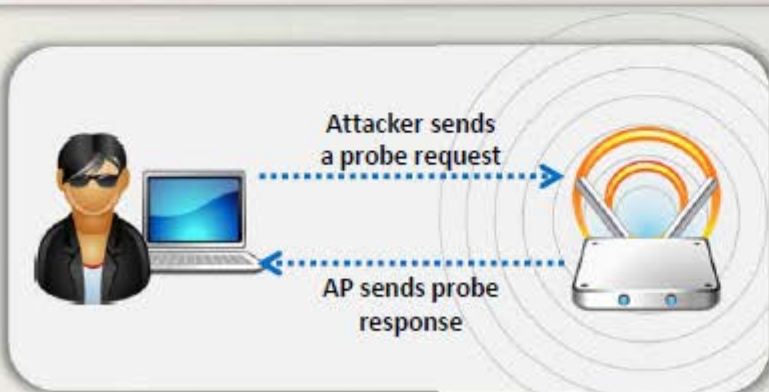 Attacker sends
a probe request
AP sends probe
response